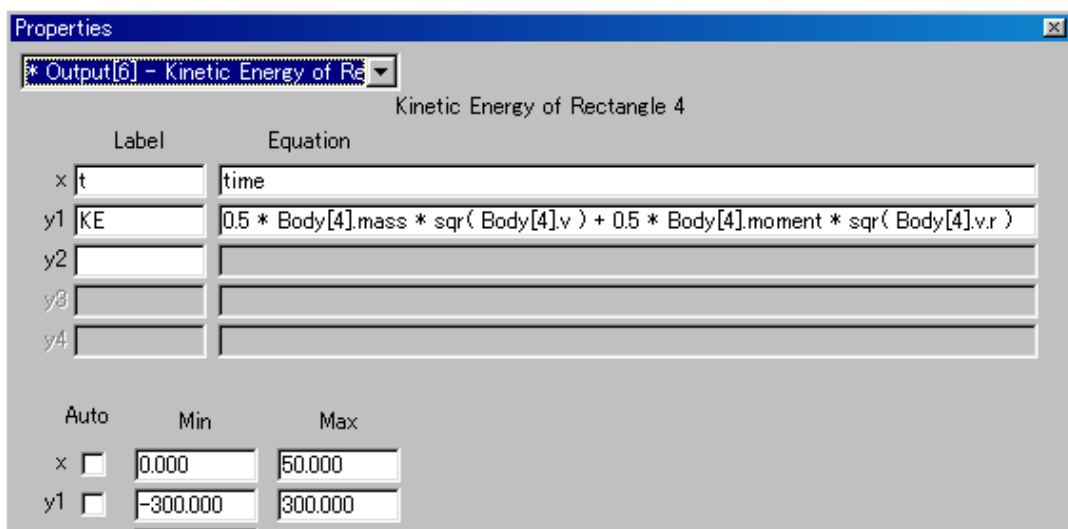 Properties
* Output[6] - Kinetic Energy of Re
Kinetic Energy of Rectangle 4
Label Equation
x t time
y1 KE 0.5 * Body[4].mass * sqr( Body[4].v ) + 0.5 * Body[4].moment * sqr( Body[4].v.r )
y2
y3
y4
Auto Min Max
x 0.000 50.000
y1 -300.000 300.000